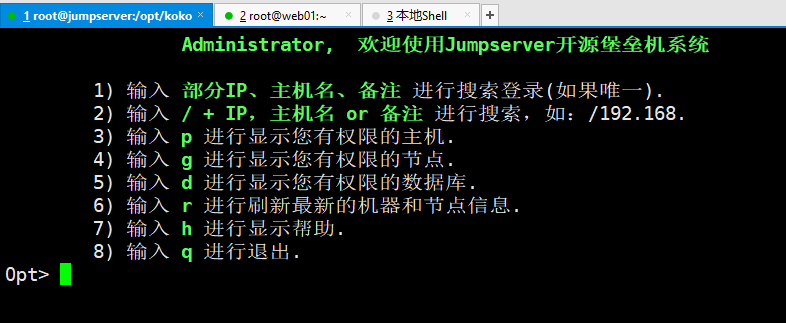 1 root@jumpserver:/opt/koko × 2 root@web01:~ × 3 本地Shell × +
Administrator, 欢迎使用Jumpserver开源堡垒机系统
1) 输入 部分IP、主机名、备注 进行搜索登录(如果唯一).
2) 输入 / + IP, 主机名 or 备注 进行搜索，如：/192.168.
3) 输入 p 进行显示您有权限的主机.
4) 输入 g 进行显示您有权限的节点.
5) 输入 d 进行显示您有权限的数据库.
6) 输入 r 进行刷新最新的机器和节点信息.
7) 输入 h 进行显示帮助.
8) 输入 q 进行退出.
Opt>